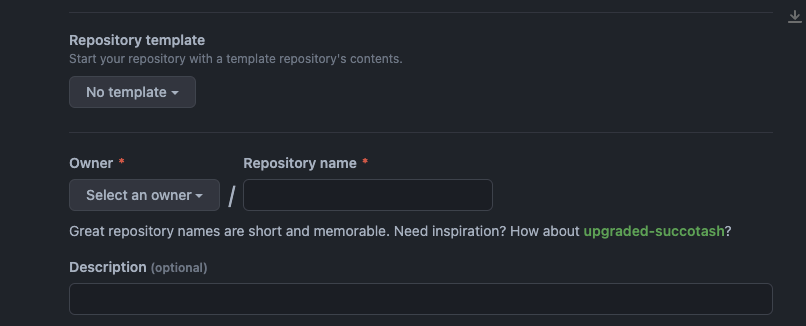 Repository template
Start your repository with a template repository's contents.
No template
Owner * Repository name *
Select an owner /
Great repository names are short and memorable. Need inspiration? How about upgraded-succotash?
Description (optional)